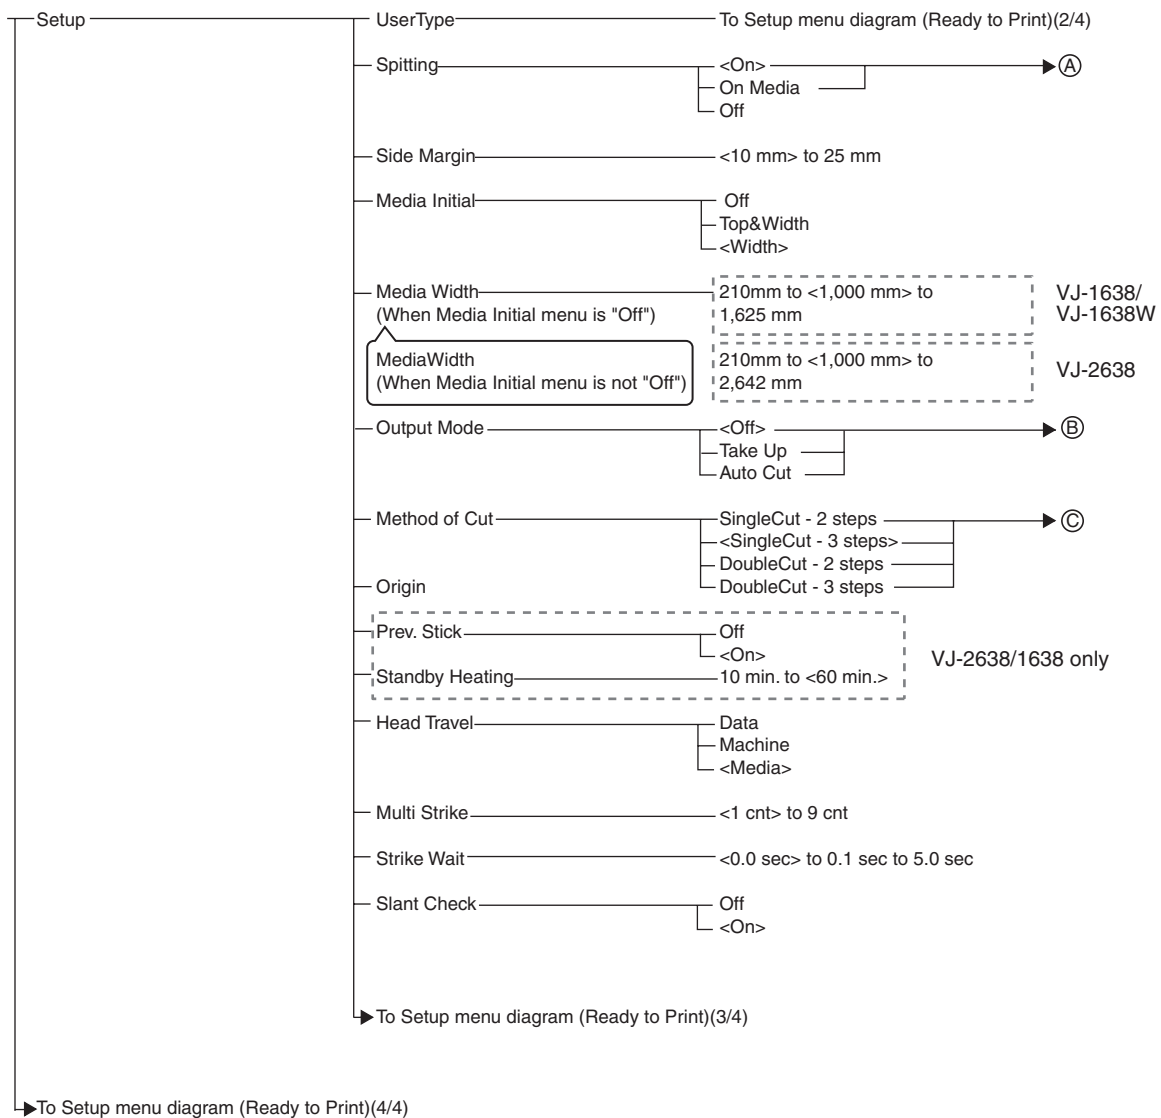 Setup
UserType
To Setup menu diagram (Ready to Print)(2/4)
Spitting
<On>
A
On Media
Off
Side Margin
<10 mm> to 25 mm
Media Initial
Off
Top&Width
<Width>
Media Width
(When Media Initial menu is "Off")
210mm to <1,000 mm> to
1,625 mm
VJ-1638/
VJ-1638W
MediaWidth
(When Media Initial menu is not "Off")
210mm to <1,000 mm> to
2,642 mm
VJ-2638
Output Mode
<Off>
B
Take Up
Auto Cut
Method of Cut
SingleCut - 2 steps
C
<SingleCut - 3 steps>
DoubleCut - 2 steps
DoubleCut - 3 steps
Origin
Prev. Stick
Off
<On>
VJ-2638/1638 only
Standby Heating
10 min. to <60 min.>
Head Travel
Data
Machine
<Media>
Multi Strike
<1 cnt> to 9 cnt
Strike Wait
<0.0 sec> to 0.1 sec to 5.0 sec
Slant Check
Off
<On>
To Setup menu diagram (Ready to Print)(3/4)
To Setup menu diagram (Ready to Print)(4/4)